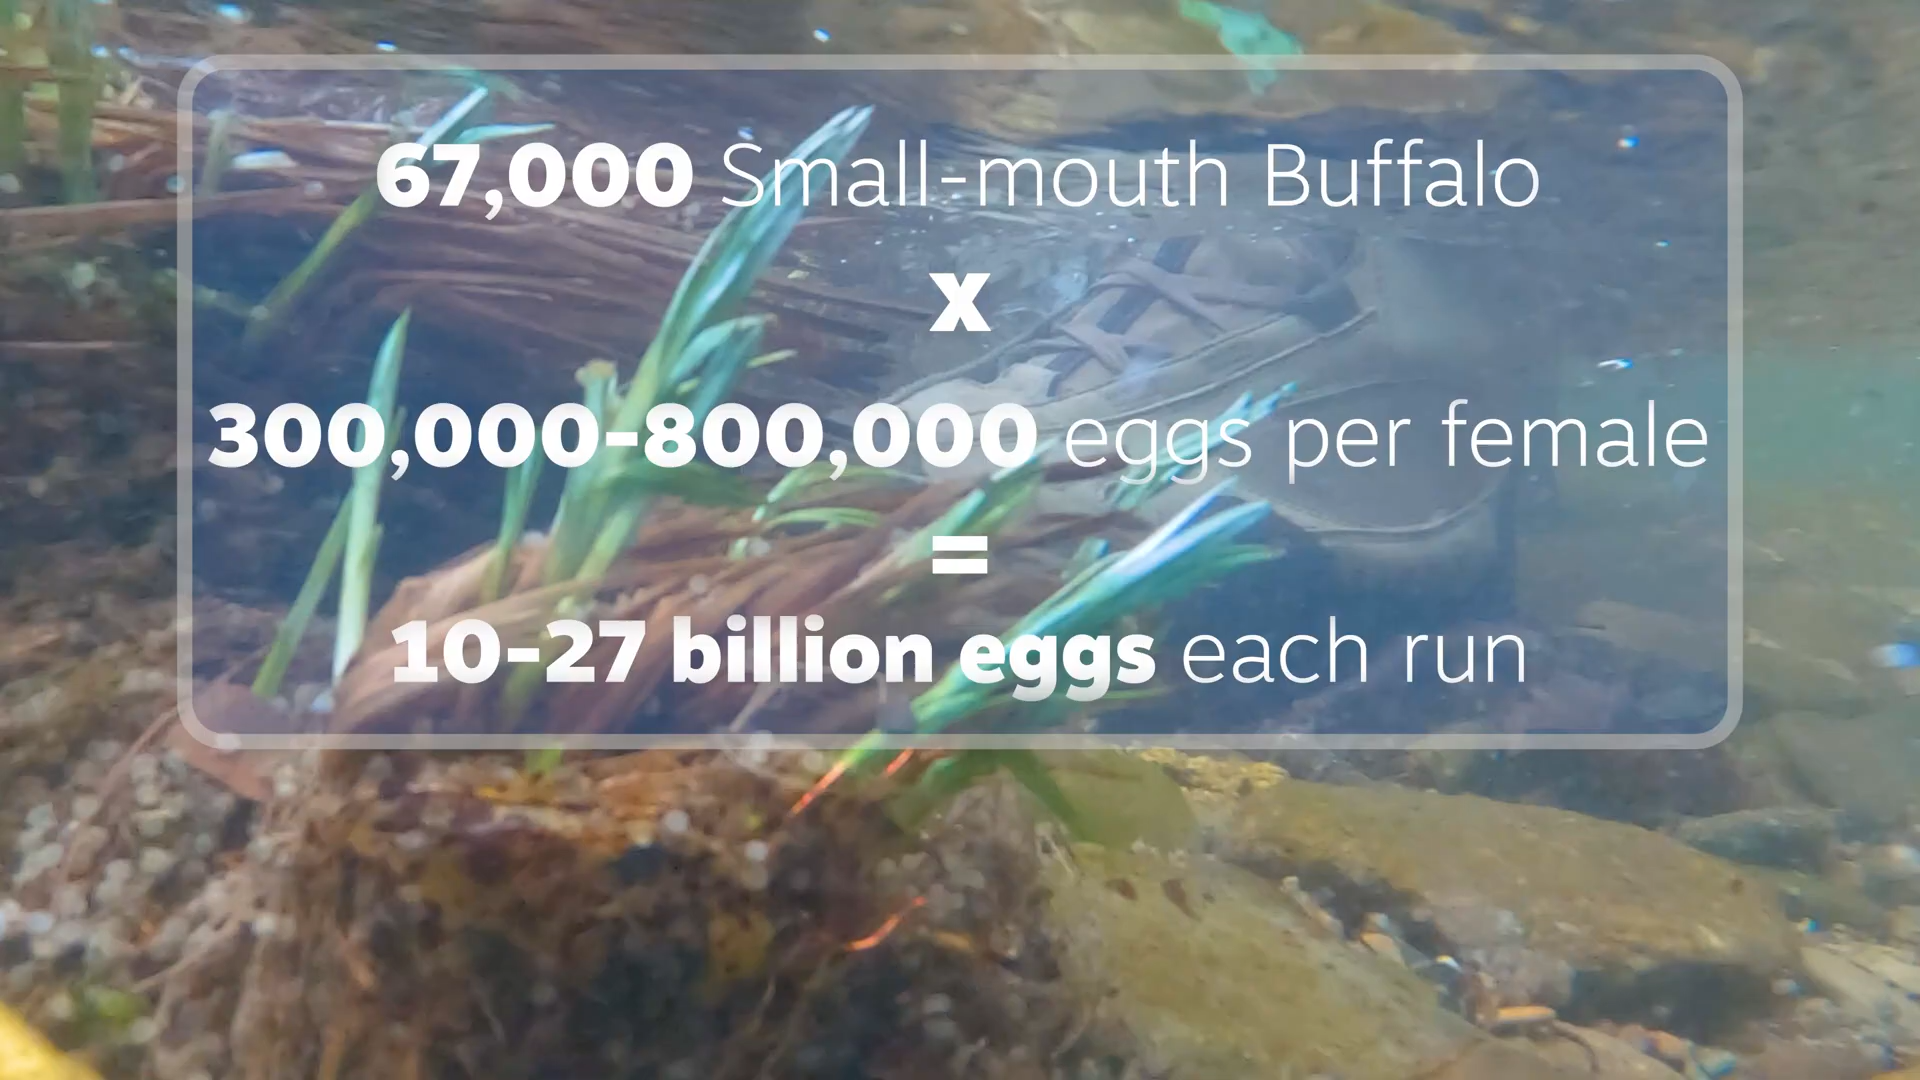 67,000 Small-mouth Buffalo
x
300,000-800,000 eggs per female
=
10-27 billion eggs each run